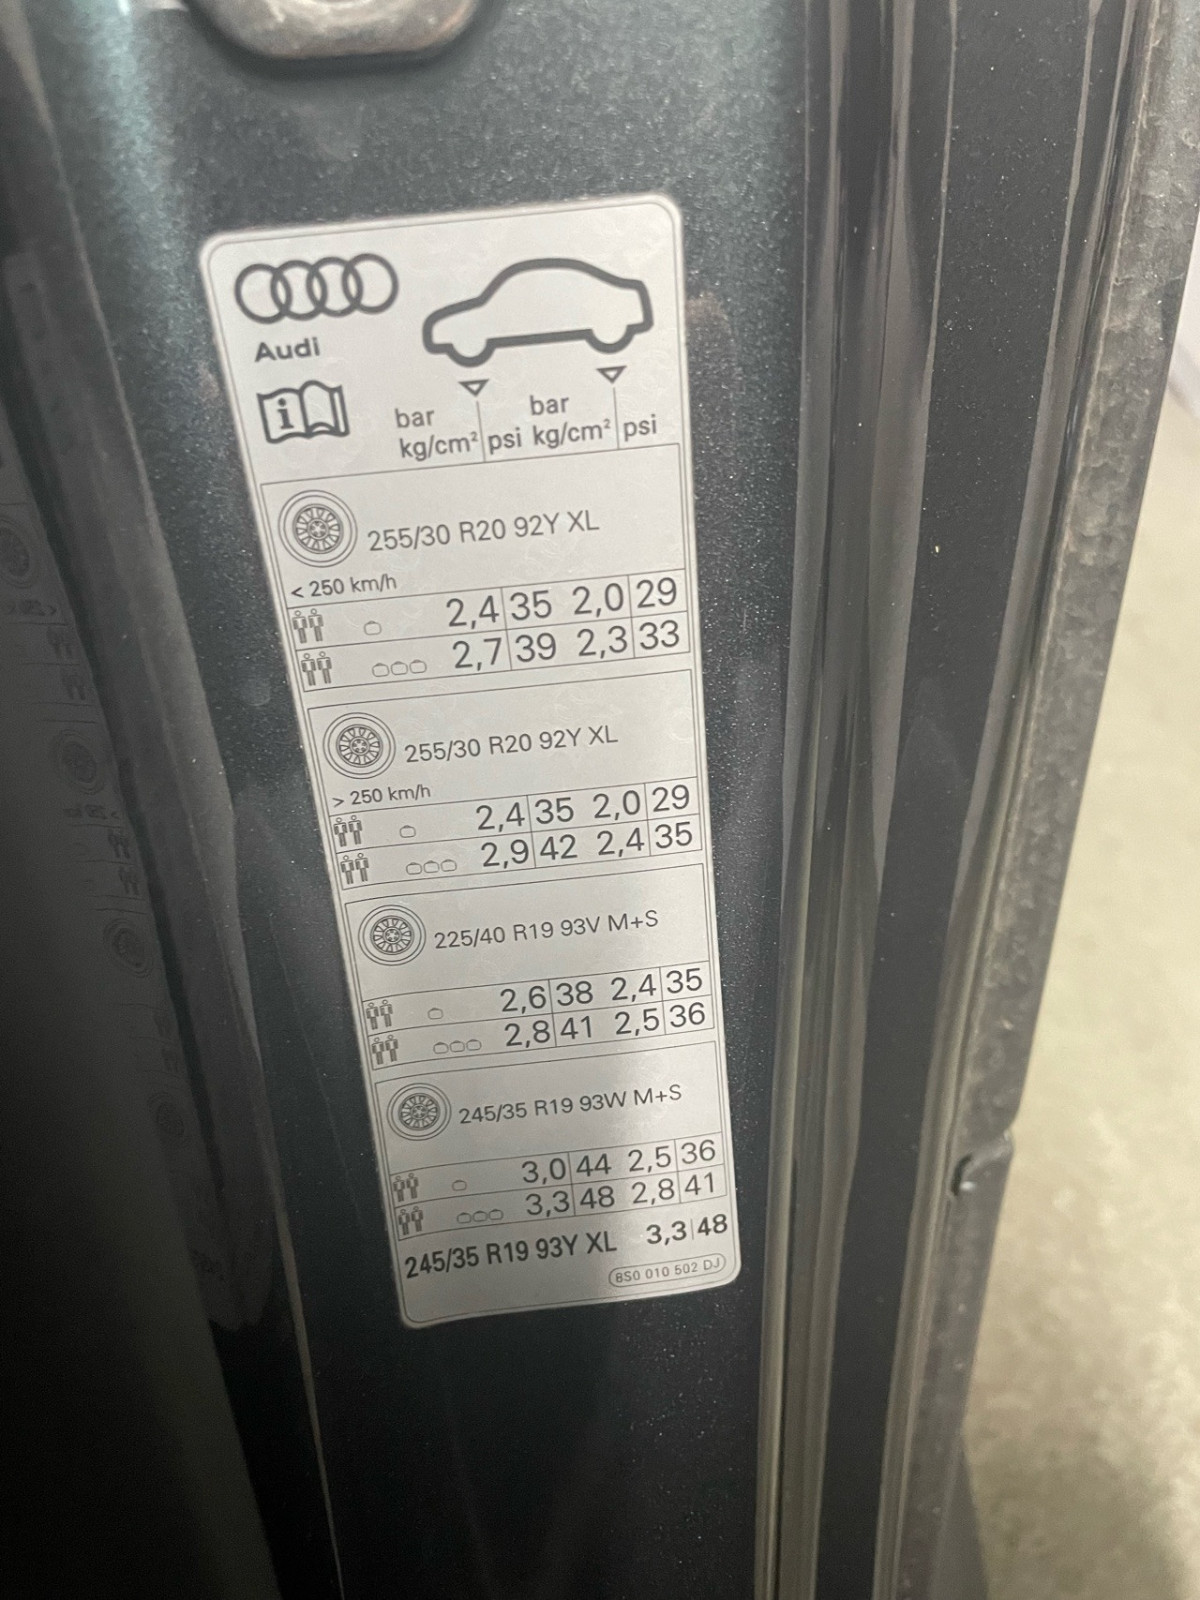 Audi
i
bar bar
kg/cm² psi kg/cm² psi
255/30 R20 92Y XL
< 250 km/h
2,4 35 2,0 29
2,7 39 2,3 33
255/30 R20 92Y XL
> 250 km/h
2,4 35 2,0 29
2,9 42 2,4 35
225/40 R19 93V M+S
2,6 38 2,4 35
2,8 41 2,5 36
245/35 R19 93W M+S
3,0 44 2,5 36
3,3 48 2,8 41
245/35 R19 93Y XL 3,3 48
8S0 010 502 DJ